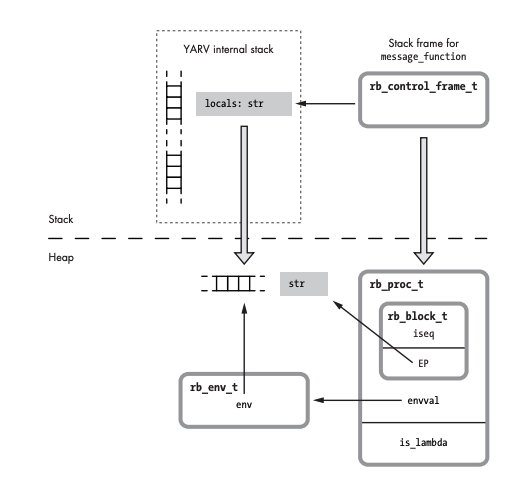 YARV internal stack
Stack frame for
message_function
locals: str
rb_control_frame_t
Stack
Heap
str
rb_proc_t
rb_block_t
iseq
EP
rb_env_t
env
envval
is_lambda